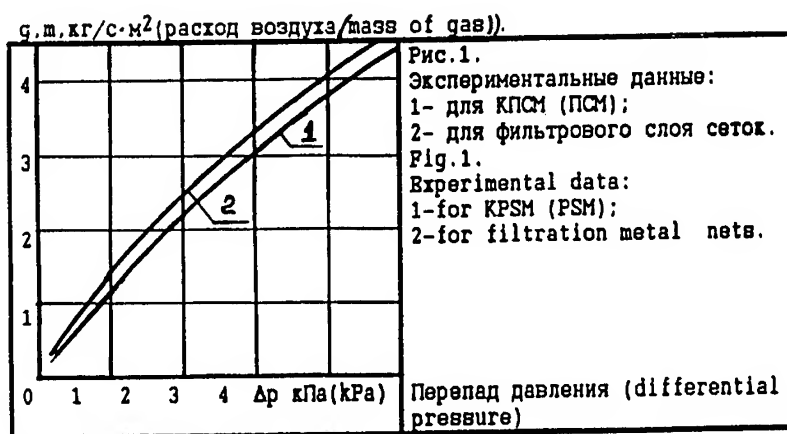 g.m.кг/с·м²(расход воздуха/mass of gas)).
Рис.1.
Экспериментальные данные:
1- для КПСМ (ПСМ);
2- для фильтрового слоя сеток.
Fig.1.
Experimental data:
1-for KPSM (PSM);
2-for filtration metal nets.
4
3
2
1
1
2
0 1 2 3 4 Δp кПа(kPa)
Перепад давления (differential
pressure)